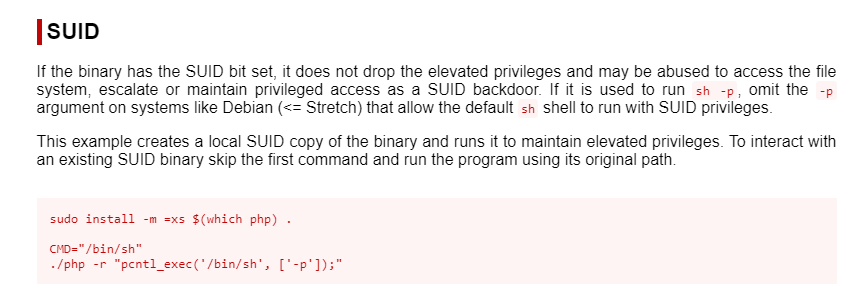 SUID
If the binary has the SUID bit set, it does not drop the elevated privileges and may be abused to access the file
system, escalate or maintain privileged access as a SUID backdoor. If it is used to run sh -p, omit the -p
argument on systems like Debian (<= Stretch) that allow the default sh shell to run with SUID privileges.
This example creates a local SUID copy of the binary and runs it to maintain elevated privileges. To interact with
an existing SUID binary skip the first command and run the program using its original path.
sudo install -m =xs $(which php) .
CMD="/bin/sh"
./php -r "pcntl_exec('/bin/sh', ['-p']);"